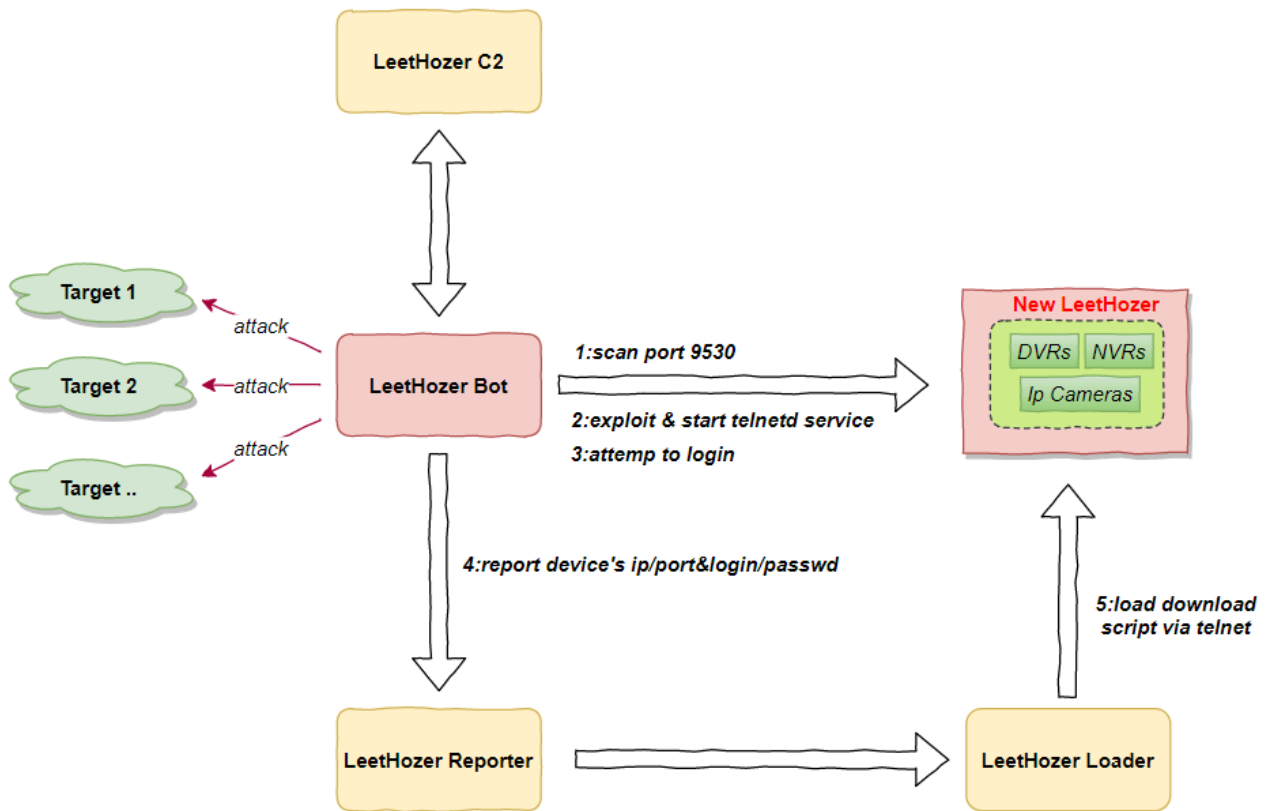 LeetHozer C2
Target 1
attack
New LeetHozer
DVRs
NVRs
Ip Cameras
1:scan port 9530
Target 2
attack
LeetHozer Bot
2:exploit & start telnetd service
3:attemp to login
attack
Target ..
4:report device's ip/port&login/passwd
5:load download
script via telnet
LeetHozer Reporter
LeetHozer Loader